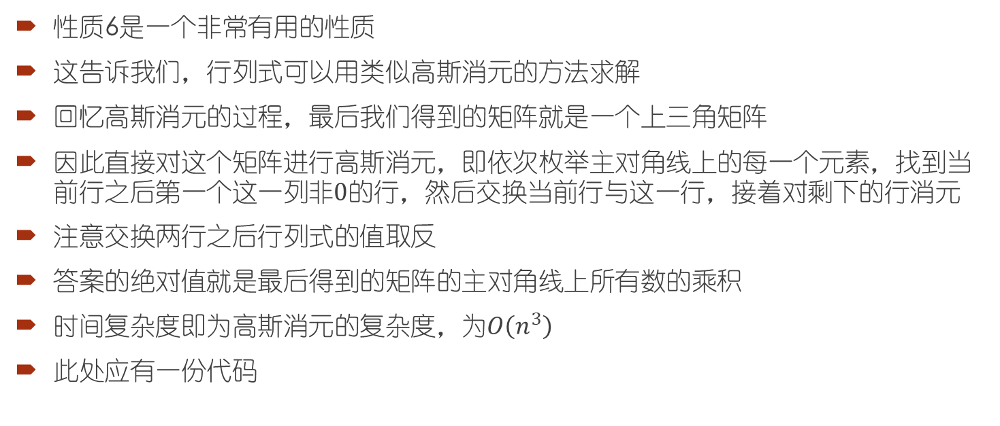 性质6是一个非常有用的性质
这告诉我们，行列式可以用类似高斯消元的方法求解
回忆高斯消元的过程，最后我们得到的矩阵就是一个上三角矩阵
因此直接对这个矩阵进行高斯消元，即依次枚举主对角线上的每一个元素，找到当
前行之后第一个这一列非0的行，然后交换当前行与这一行，接着对剩下的行消元
注意交换两行之后行列式的值取反
答案的绝对值就是最后得到的矩阵的主对角线上所有数的乘积
时间复杂度即为高斯消元的复杂度，为O(n³)
此处应有一份代码